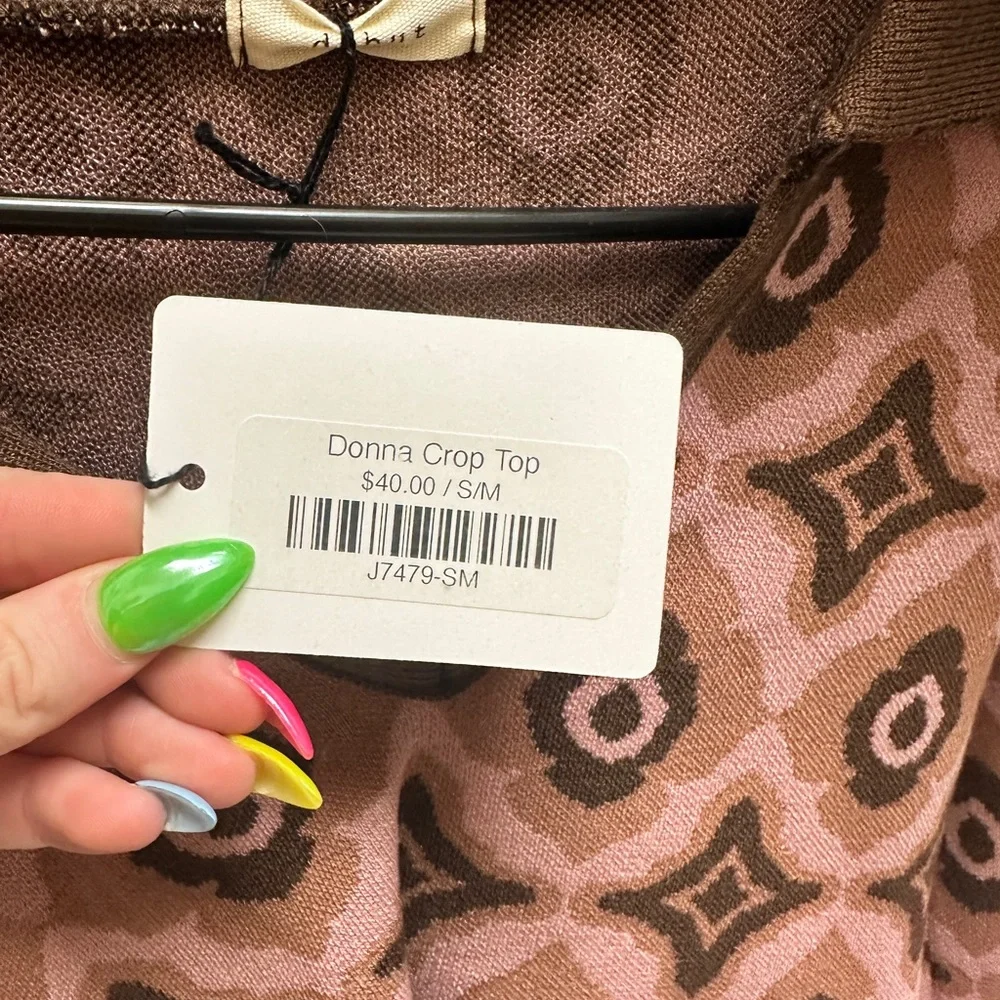 Donna Crop Top
$40.00 / S/M
J7479-SM